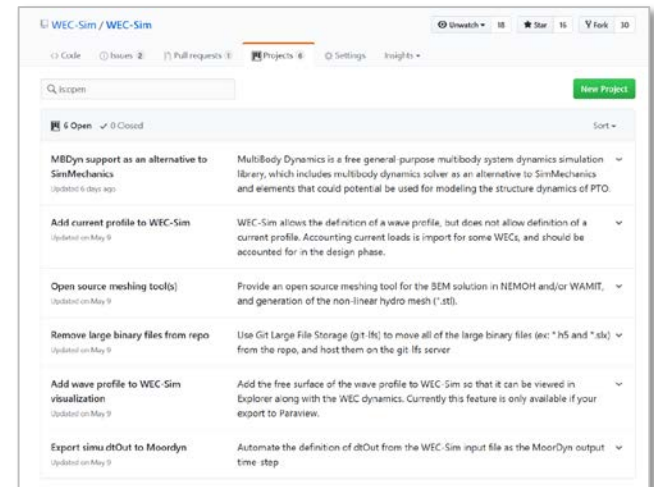 WEC-Sim / WEC-Sim Unwatch 18 Star 16 Fork 30
Code Issues 2 Pull requests 1 Projects 6 Settings Insights
is:open New Project
6 Open 0 Closed Sort
MBDyn support as an alternative to SimMechanics
Updated 6 days ago
MultiBody Dynamics is a free general-purpose multibody system dynamics simulation
library, which includes multibody dynamics solver as an alternative to SimMechanics
and elements that could potential be used for modeling the structure dynamics of PTO.
Add current profile to WEC-Sim
Updated on May 9
WEC-Sim allows the definition of a wave profile, but does not allow definition of a
current profile. Accounting current loads is import for some WECs, and should be
accounted for in the design phase.
Open source meshing tool(s)
Updated on May 9
Provide an open source meshing tool for the BEM solution in NEMOH and/or WAMIT,
and generation of the non-linear hydro mesh (*.stl).
Remove large binary files from repo
Updated on May 9
Use Git Large File Storage (git-lfs) to move all of the large binary files (ex: *.h5 and *.slx)
from the repo, and host them on the git-lfs server
Add wave profile to WEC-Sim
visualization
Updated on May 9
Add the free surface of the wave profile to WEC-Sim so that it can be viewed in
Explorer along with the WEC dynamics. Currently this feature is only available if your
export to Paraview.
Export simu.dtOut to Moordyn
Updated on May 9
Automate the definition of dtOut from the WEC-Sim input file as the MoorDyn output
time-step